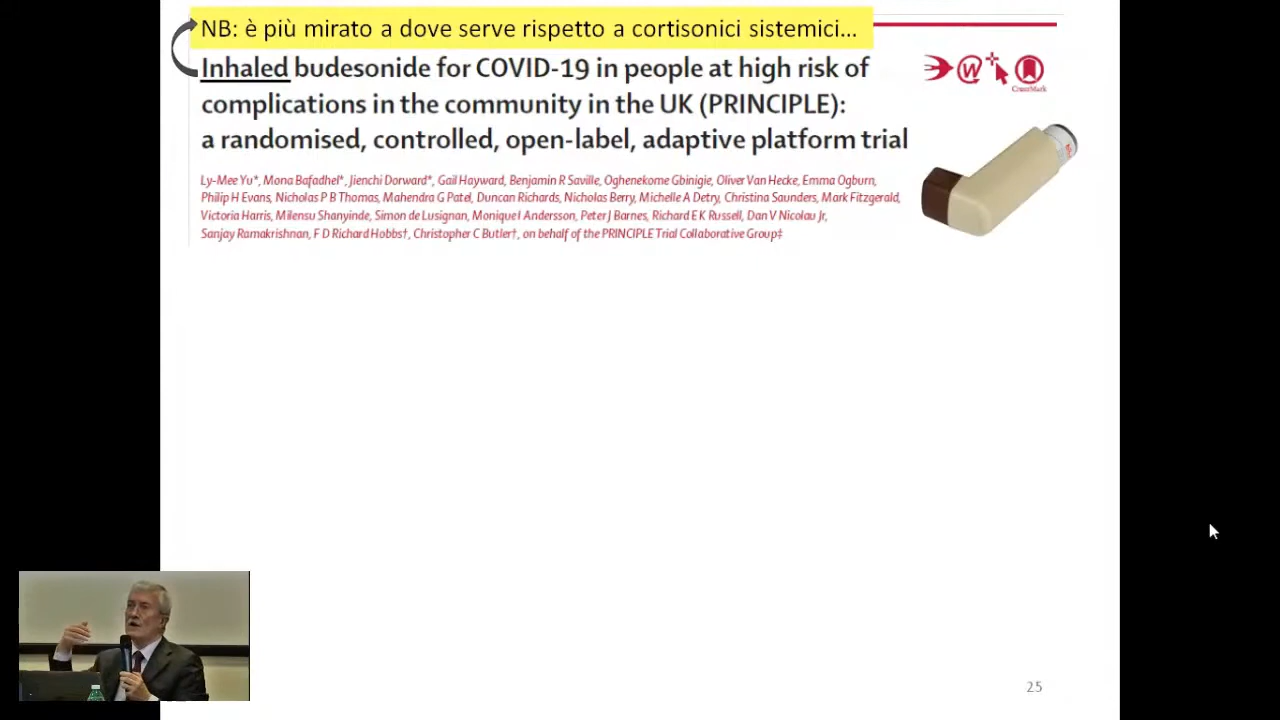 NB: è più mirato a dove serve rispetto a cortisonici sistemici...
Inhaled budesonide for COVID-19 in people at high risk of
complications in the community in the UK (PRINCIPLE):
a randomised, controlled, open-label, adaptive platform trial
CrossMark
Ly-Mee Yu*, Mona Bafadhel*, Jienchi Dorward*, Gail Hayward, Benjamin R Saville, Oghenekome Gbinigie, Oliver Van Hecke, Emma Ogburn,
Philip H Evans, Nicholas P B Thomas, Mahendra G Patel, Duncan Richards, Nicholas Berry, Michelle A Detry, Christina Saunders, Mark Fitzgerald,
Victoria Harris, Milensu Shanyinde, Simon de Lusignan, Monique I Andersson, Peter J Barnes, Richard E K Russell, Dan V Nicolau Jr,
Sanjay Ramakrishnan, F D Richard Hobbs†, Christopher C Butler†, on behalf of the PRINCIPLE Trial Collaborative Group‡
25